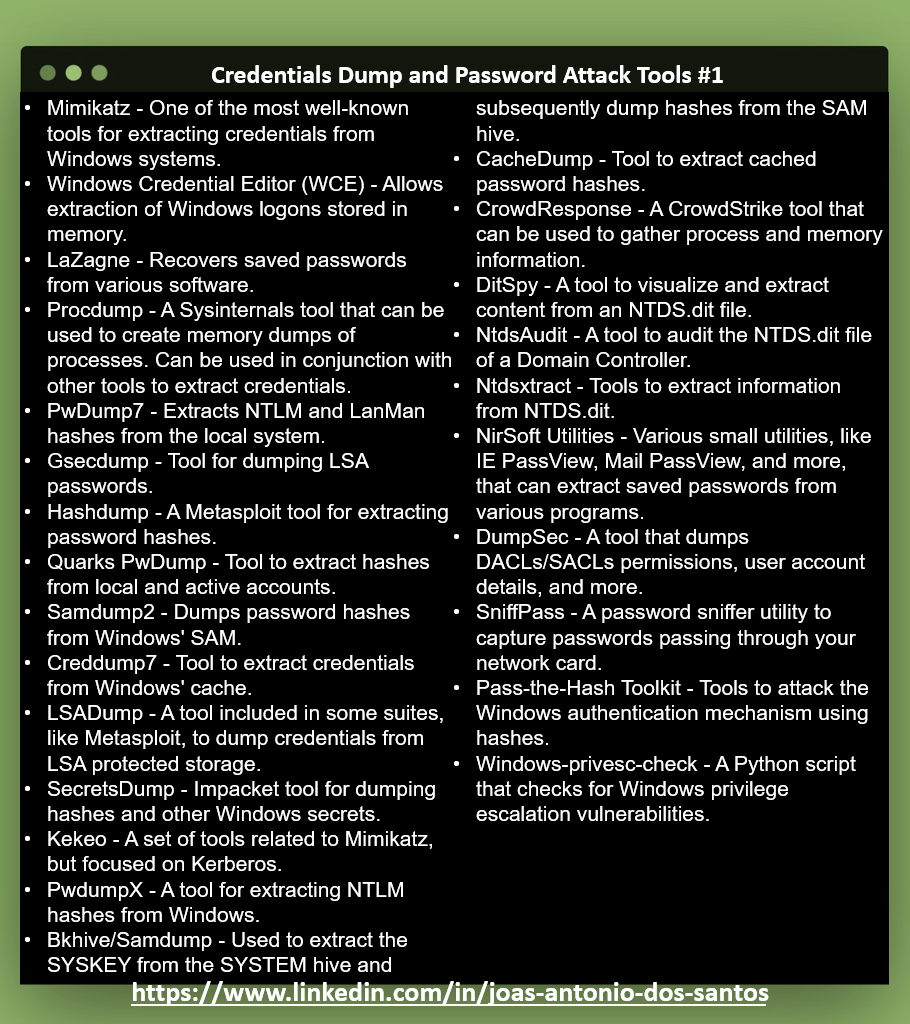 Credentials Dump and Password Attack Tools #1
• Mimikatz - One of the most well-known
tools for extracting credentials from
Windows systems.
• Windows Credential Editor (WCE) - Allows
extraction of Windows logons stored in
memory.
• LaZagne - Recovers saved passwords
from various software.
• Procdump - A Sysinternals tool that can be
used to create memory dumps of
processes. Can be used in conjunction with
other tools to extract credentials.
• PwDump7 - Extracts NTLM and LanMan
hashes from the local system.
• Gsecdump - Tool for dumping LSA
passwords.
• Hashdump - A Metasploit tool for extracting
password hashes.
• Quarks PwDump - Tool to extract hashes
from local and active accounts.
• Samdump2 - Dumps password hashes
from Windows' SAM.
• Creddump7 - Tool to extract credentials
from Windows' cache.
• LSADump - A tool included in some suites,
like Metasploit, to dump credentials from
LSA protected storage.
• SecretsDump - Impacket tool for dumping
hashes and other Windows secrets.
• Kekeo - A set of tools related to Mimikatz,
but focused on Kerberos.
• PwdumpX - A tool for extracting NTLM
hashes from Windows.
• Bkhive/Samdump - Used to extract the
SYSKEY from the SYSTEM hive and
subsequently dump hashes from the SAM
hive.
• CacheDump - Tool to extract cached
password hashes.
• CrowdResponse - A CrowdStrike tool that
can be used to gather process and memory
information.
• DitSpy - A tool to visualize and extract
content from an NTDS.dit file.
• NtdsAudit - A tool to audit the NTDS.dit file
of a Domain Controller.
• Ntdsxtract - Tools to extract information
from NTDS.dit.
• NirSoft Utilities - Various small utilities, like
IE PassView, Mail PassView, and more,
that can extract saved passwords from
various programs.
• DumpSec - A tool that dumps
DACLs/SACLs permissions, user account
details, and more.
• SniffPass - A password sniffer utility to
capture passwords passing through your
network card.
• Pass-the-Hash Toolkit - Tools to attack the
Windows authentication mechanism using
hashes.
• Windows-privesc-check - A Python script
that checks for Windows privilege
escalation vulnerabilities.
https://www.linkedin.com/in/joas-antonio-dos-santos